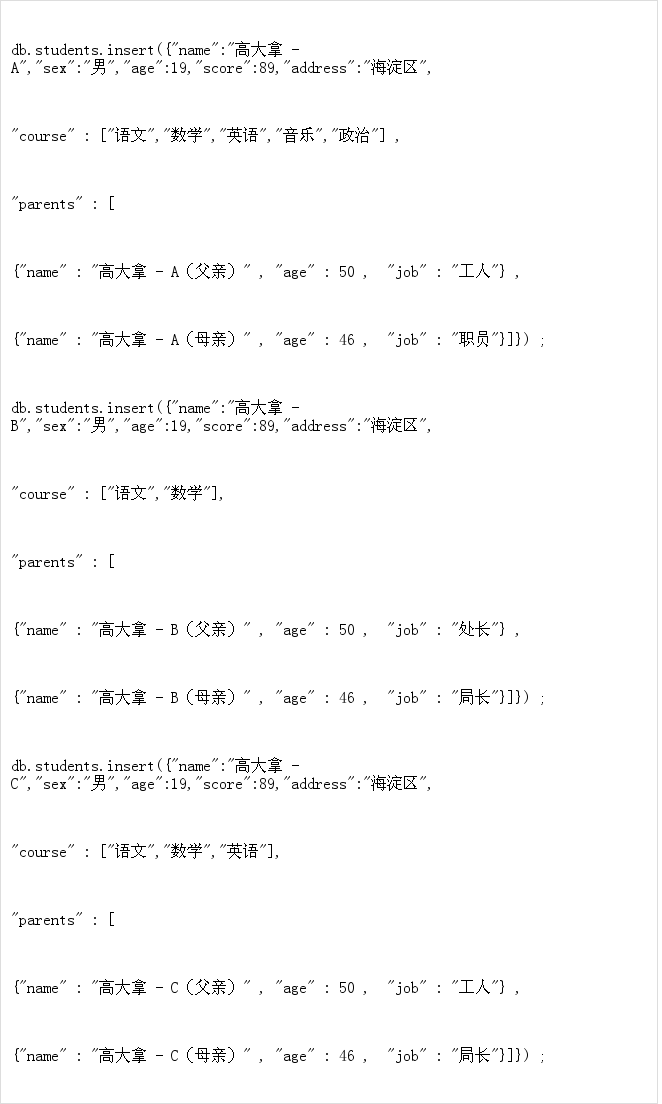 db.students.insert({"name":"高大拿 -
A","sex":"男","age":19,"score":89,"address":"海淀区",
"course" : ["语文","数学","英语","音乐","政治"] ,
"parents" : [
{"name" : "高大拿 - A（父亲）" , "age" : 50 ,  "job" : "工人"} ,
{"name" : "高大拿 - A（母亲）" , "age" : 46 ,  "job" : "职员"}]}) ;
db.students.insert({"name":"高大拿 -
B","sex":"男","age":19,"score":89,"address":"海淀区",
"course" : ["语文","数学"],
"parents" : [
{"name" : "高大拿 - B（父亲）" , "age" : 50 ,  "job" : "处长"} ,
{"name" : "高大拿 - B（母亲）" , "age" : 46 ,  "job" : "局长"}]}) ;
db.students.insert({"name":"高大拿 -
C","sex":"男","age":19,"score":89,"address":"海淀区",
"course" : ["语文","数学","英语"],
"parents" : [
{"name" : "高大拿 - C（父亲）" , "age" : 50 ,  "job" : "工人"} ,
{"name" : "高大拿 - C（母亲）" , "age" : 46 ,  "job" : "局长"}]}) ;